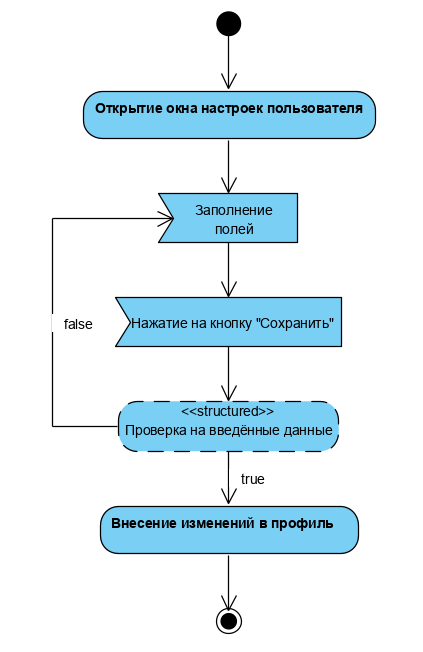 Открытие окна настроек пользователя
Заполнение
полей
Нажатие на кнопку "Сохранить"
false
<<structured>>
Проверка на введённые данные
true
Внесение изменений в профиль